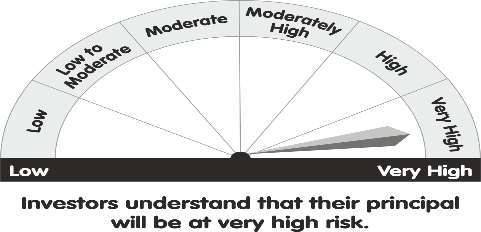 Low
Low to
Moderate
Moderate
Moderately
High
High
Very High
Low
Very High
Investors understand that their principal
will be at very high risk.